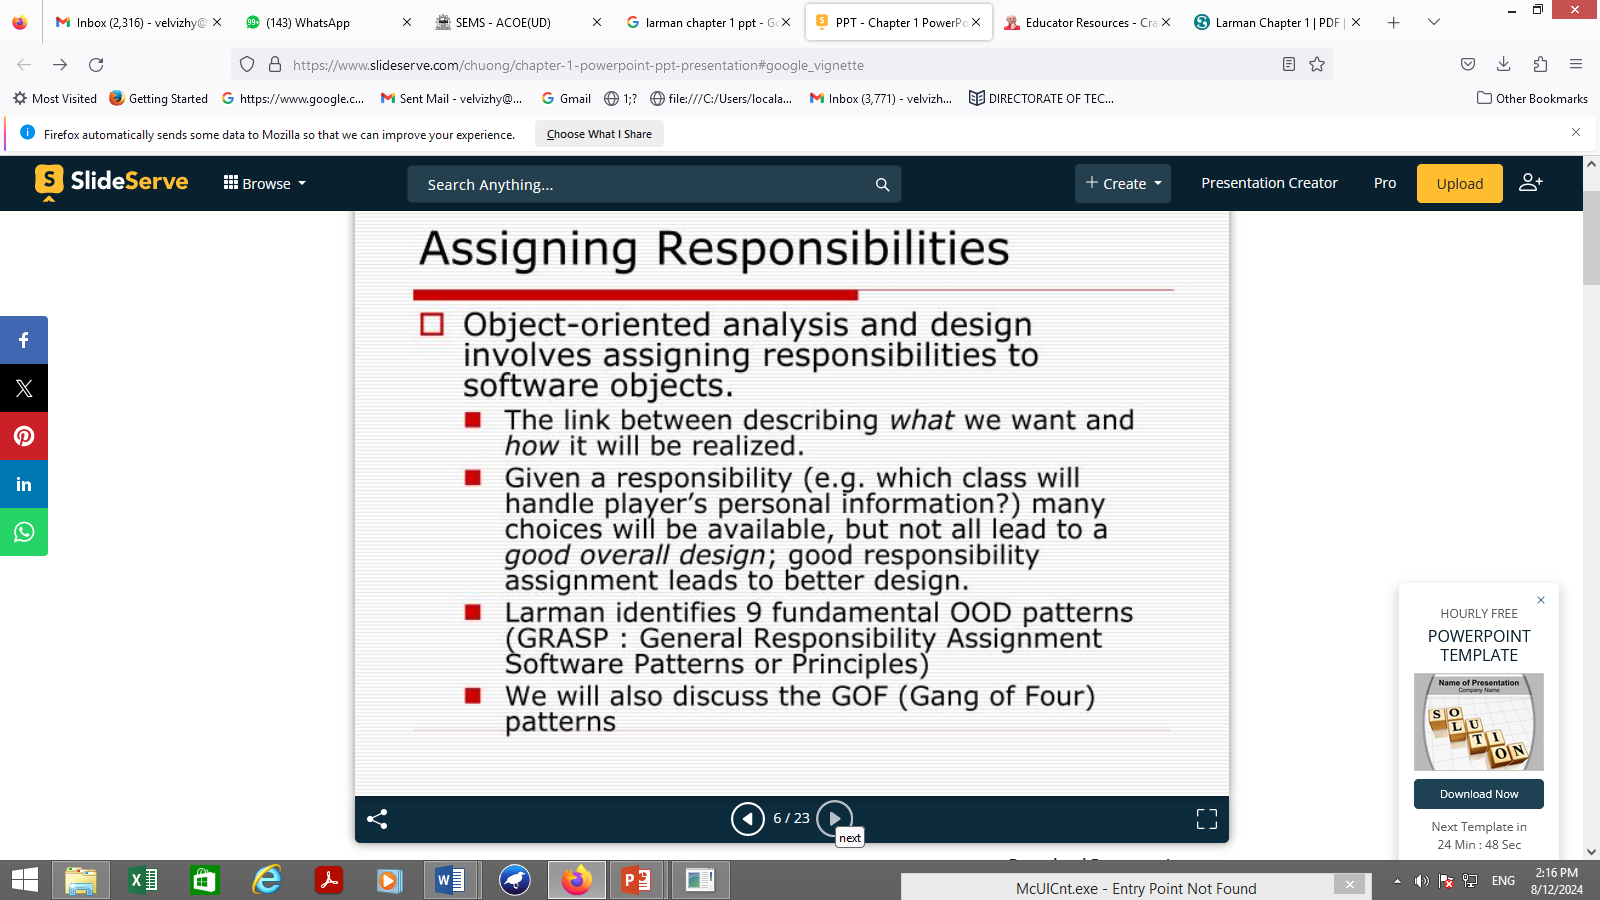 Inbox (2,316) - velvizhy@
(143) WhatsApp
SEMS - ACOE(UD)
larman chapter 1 ppt - Go
PPT - Chapter 1 PowerPo
Educator Resources - Cra
Larman Chapter 1 | PDF |
https://www.slideserve.com/chuong/chapter-1-powerpoint-ppt-presentation#google_vignette
Most Visited
Getting Started
https://www.google.c...
Sent Mail - velvizhy@...
Gmail
1;?
file:///C:/Users/locala...
Inbox (3,771) - velvizh...
DIRECTORATE OF TEC...
Other Bookmarks
Firefox automatically sends some data to Mozilla so that we can improve your experience.
Choose What I Share
SlideServe
Browse
Search Anything...
Create
Presentation Creator
Pro
Upload
Assigning Responsibilities
Object-oriented analysis and design
involves assigning responsibilities to
software objects.
The link between describing what we want and
how it will be realized.
Given a responsibility (e.g. which class will
handle player's personal information?) many
choices will be available, but not all lead to a
good overall design; good responsibility
assignment leads to better design.
Larman identifies 9 fundamental OOD patterns
(GRASP : General Responsibility Assignment
Software Patterns or Principles)
We will also discuss the GOF (Gang of Four)
patterns
6 / 23
next
HOURLY FREE
POWERPOINT
TEMPLATE
Name of Presentation
Company Name
SOLUTION
Download Now
Next Template in
24 Min : 48 Sec
McUICnt.exe - Entry Point Not Found
ENG
2:16 PM
8/12/2024